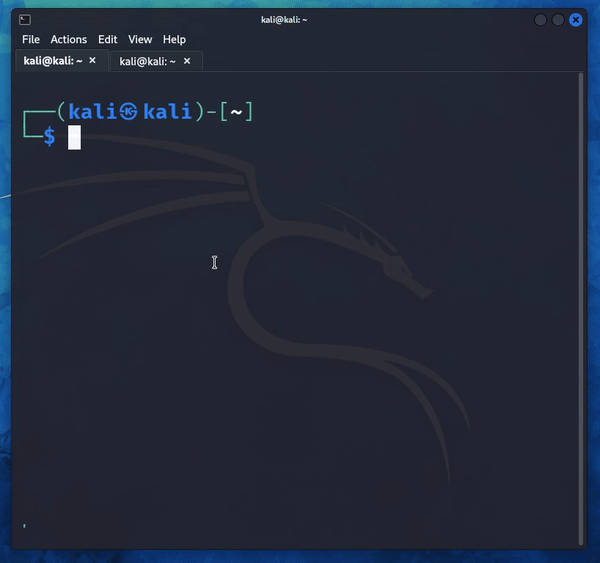 kali@kali: ~
File Actions Edit View Help
kali@kali: ~ × kali@kali: ~ ×
┌──(kali㉿kali)-[~]
└─$